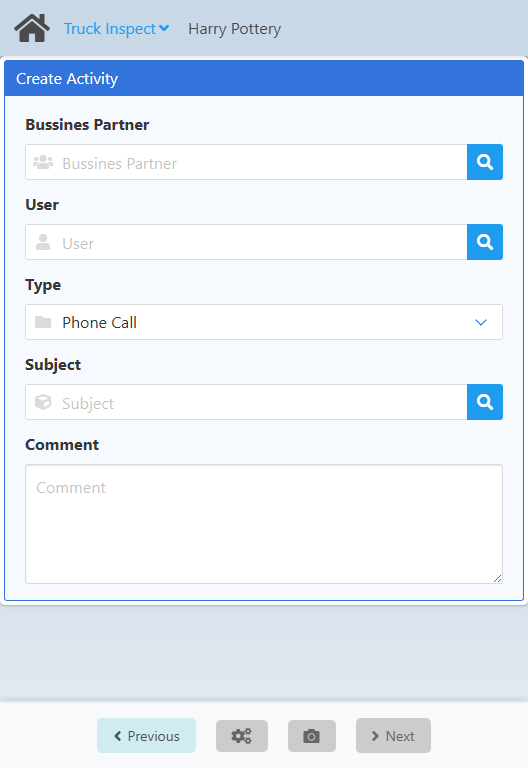 Truck Inspect Harry Pottery
Create Activity
Bussines Partner
Bussines Partner
User
User
Type
Phone Call
Subject
Subject
Comment
Comment
Previous Next